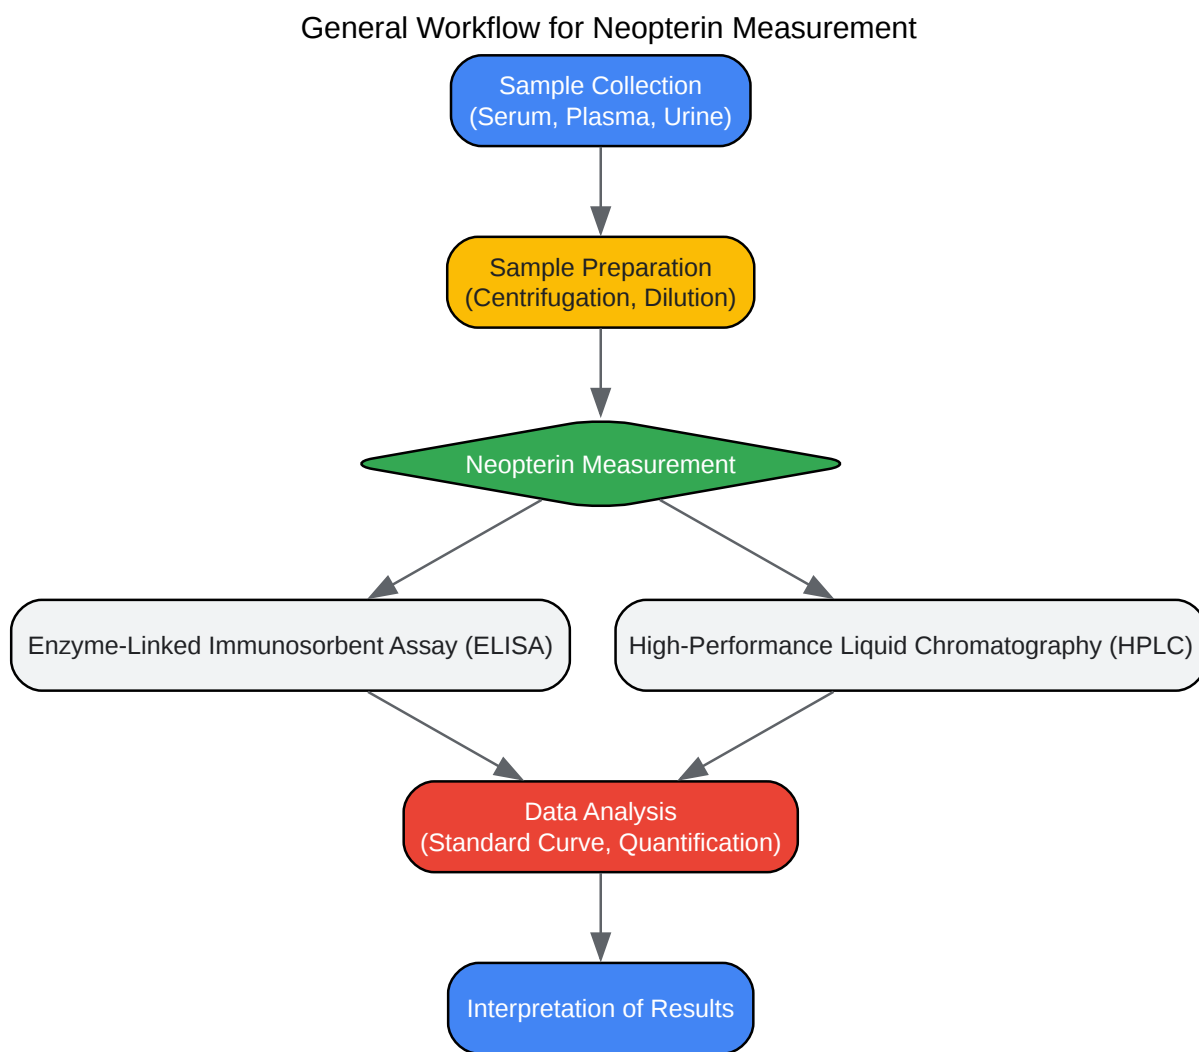 General Workflow for Neopterin Measurement
Sample Collection
(Serum, Plasma, Urine)
Sample Preparation
(Centrifugation, Dilution)
Neopterin Measurement
Enzyme-Linked Immunosorbent Assay (ELISA)
High-Performance Liquid Chromatography (HPLC)
Data Analysis
(Standard Curve, Quantification)
Interpretation of Results